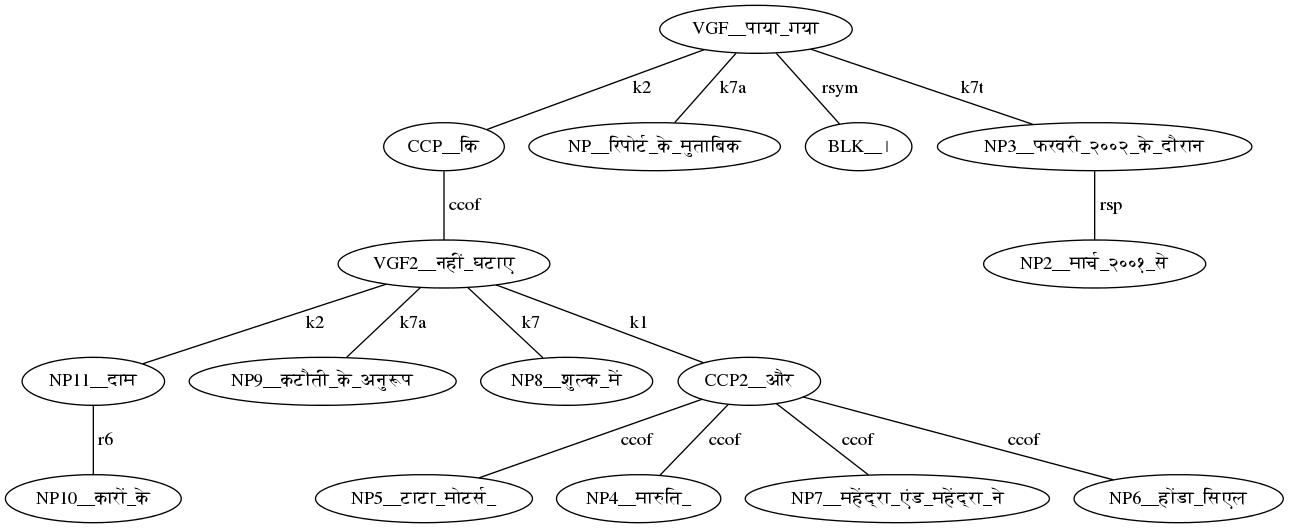 VGF__पाया_गया
k2 k7a rsym k7t
CCP__कि NP__रिपोर्ट_के_मुताबिक BLK__। NP3__फरवरी_२००२_के_दौरान
ccof rsp
VGF2__नहीं_घटाए NP2__मार्च_२००१_से
k2 k7a k7 k1
NP11__दाम NP9__कटौती_के_अनुरूप NP8__शुल्क_में CCP2__और
r6 ccof ccof ccof ccof
NP10__कारों_के NP5__टाटा_मोटर्स_ NP4__मारुति_ NP7__महेंद्रा_एंड_महेंद्रा_ने NP6__होंडा_सिएल